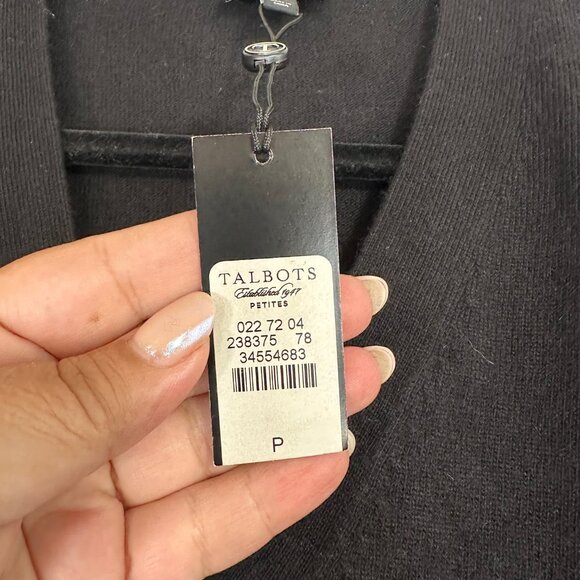 TALBOTS
Established 1947
PETITES
022 72 04
238375 78
34554683
P